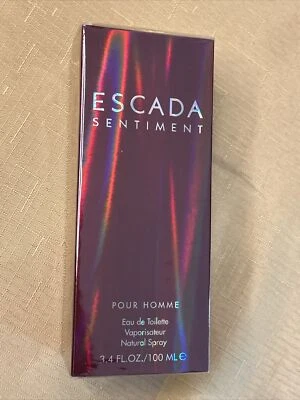 ESCADA
SENTIMENT
POUR HOMME
Eau de Toilette
Vaporisateur
Natural Spray
3.4 FL.OZ./100 ML℮